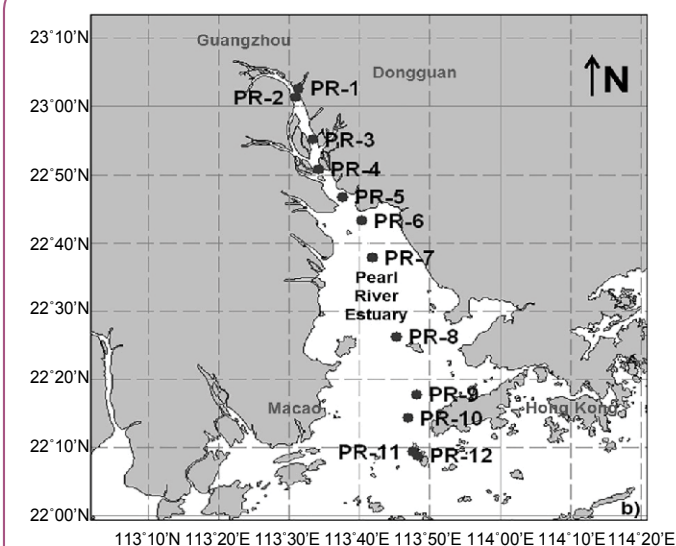 23°10'N
Guangzhou
Dongguan
N
23°00'N
PR-1
PR-2
PR-3
22°50'N
PR-4
PR-5
PR-6
22°40'N
PR-7
Pearl
River
Estuary
22°30'N
PR-8
22°20'N
PR-9
Macao
PR-10
Hong Kong
22°10'N
PR-11
PR-12
22°00'N
b)
113°10'N 113°20'E 113°30'E 113°40'E 113°50'E 114°00'E 114°10'E 114°20'E